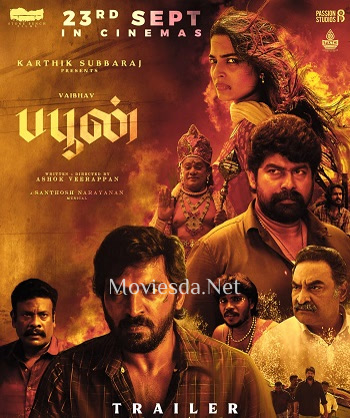 23RD SEPT
IN CINEMAS
PASSION
STUDIOS
KARTHIK SUBBARAJ
PRESENTS
VAIBHAV
பபூன்
WRITTEN & DIRECTED BY
ASHOK VEERAPPAN
A SANTHOSH NARAYANAN
MUSICAL
Moviesda.Net
TRAILER